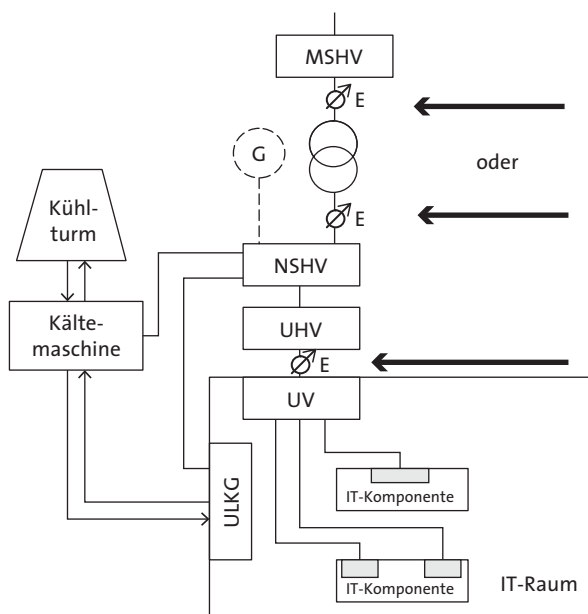 MSHV
E
G
oder
Kühl-
turm
E
NSHV
Kälte-
maschine
UHV
E
UV
ULKG
IT-Komponente
IT-Komponente
IT-Raum